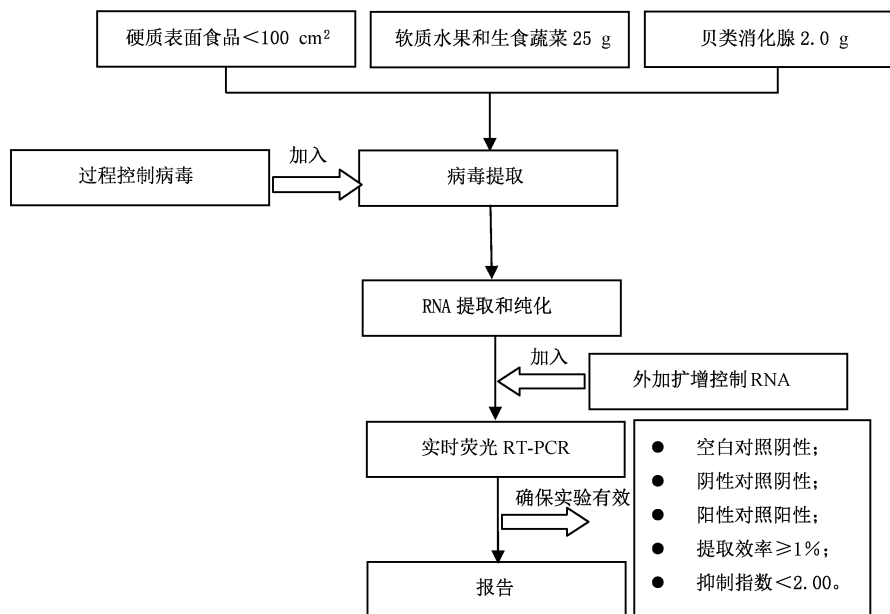 硬质表面食品<100 cm²
软质水果和生食蔬菜25 g
贝类消化腺2.0 g
过程控制病毒
加入
病毒提取
RNA 提取和纯化
加入
外加扩增控制RNA
实时荧光 RT-PCR
确保实验有效
● 空白对照阴性；
● 阴性对照阴性；
● 阳性对照阳性；
● 提取效率≥1%；
● 抑制指数<2.00。
报告